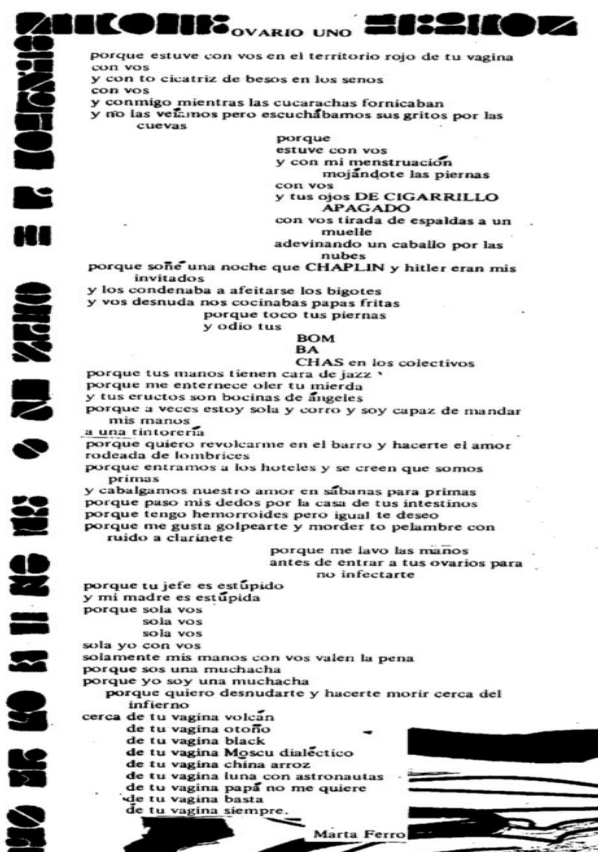 OVARIO UNO
porque estuve con vos en el territorio rojo de tu vagina
con vos
y con to cicatriz de besos en los senos
con vos
y conmigo mientras las cucarachas fornicaban
y no las veíamos pero escuchábamos sus gritos por las
cuevas
porque
estuve con vos
y con mi menstruación
mojándote las piernas
con vos
y tus ojos DE CIGARRILLO
APAGADO
con vos tirada de espaldas a un
muelle
adevinando un caballo por las
nubes
porque soñé una noche que CHAPLIN y hitler eran mis
invitados
y los condenaba a afeitarse los bigotes
y vos desnuda nos cocinabas papas fritas
porque toco tus piernas
y odio tus
BOM
BA
CHAS en los colectivos
porque tus manos tienen cara de jazz
porque me enternece oler tu mierda
y tus eructos son bocinas de ángeles
porque a veces estoy sola y corro y soy capaz de mandar
mis manos
a una tintorería
porque quiero revolcarme en el barro y hacerte el amor
rodeada de lombrices
porque entramos a los hoteles y se creen que somos
primas
y cabalgamos nuestro amor en sábanas para primas
porque paso mis dedos por la casa de tus intestinos
porque tengo hemorroides pero igual te deseo
porque me gusta golpearte y morder to pelambre con
ruido a clarinete
porque me lavo las maños
antes de entrar a tus ovarios para
no infectarte
porque tu jefe es estúpido
y mi madre es estúpida
porque sola vos
sola vos
sola vos
sola yo con vos
solamente mis manos con vos valen la pena
porque sos una muchacha
porque yo soy una muchacha
porque quiero desnudarte y hacerte morir cerca del
infierno
cerca de tu vagina volcán
de tu vagina otoño
de tu vagina black
de tu vagina Moscu dialéctico
de tu vagina china arroz
de tu vagina luna con astronautas
de tu vagina papá no me quiere
de tu vagina basta
de tu vagina siempre.
Marta Ferro